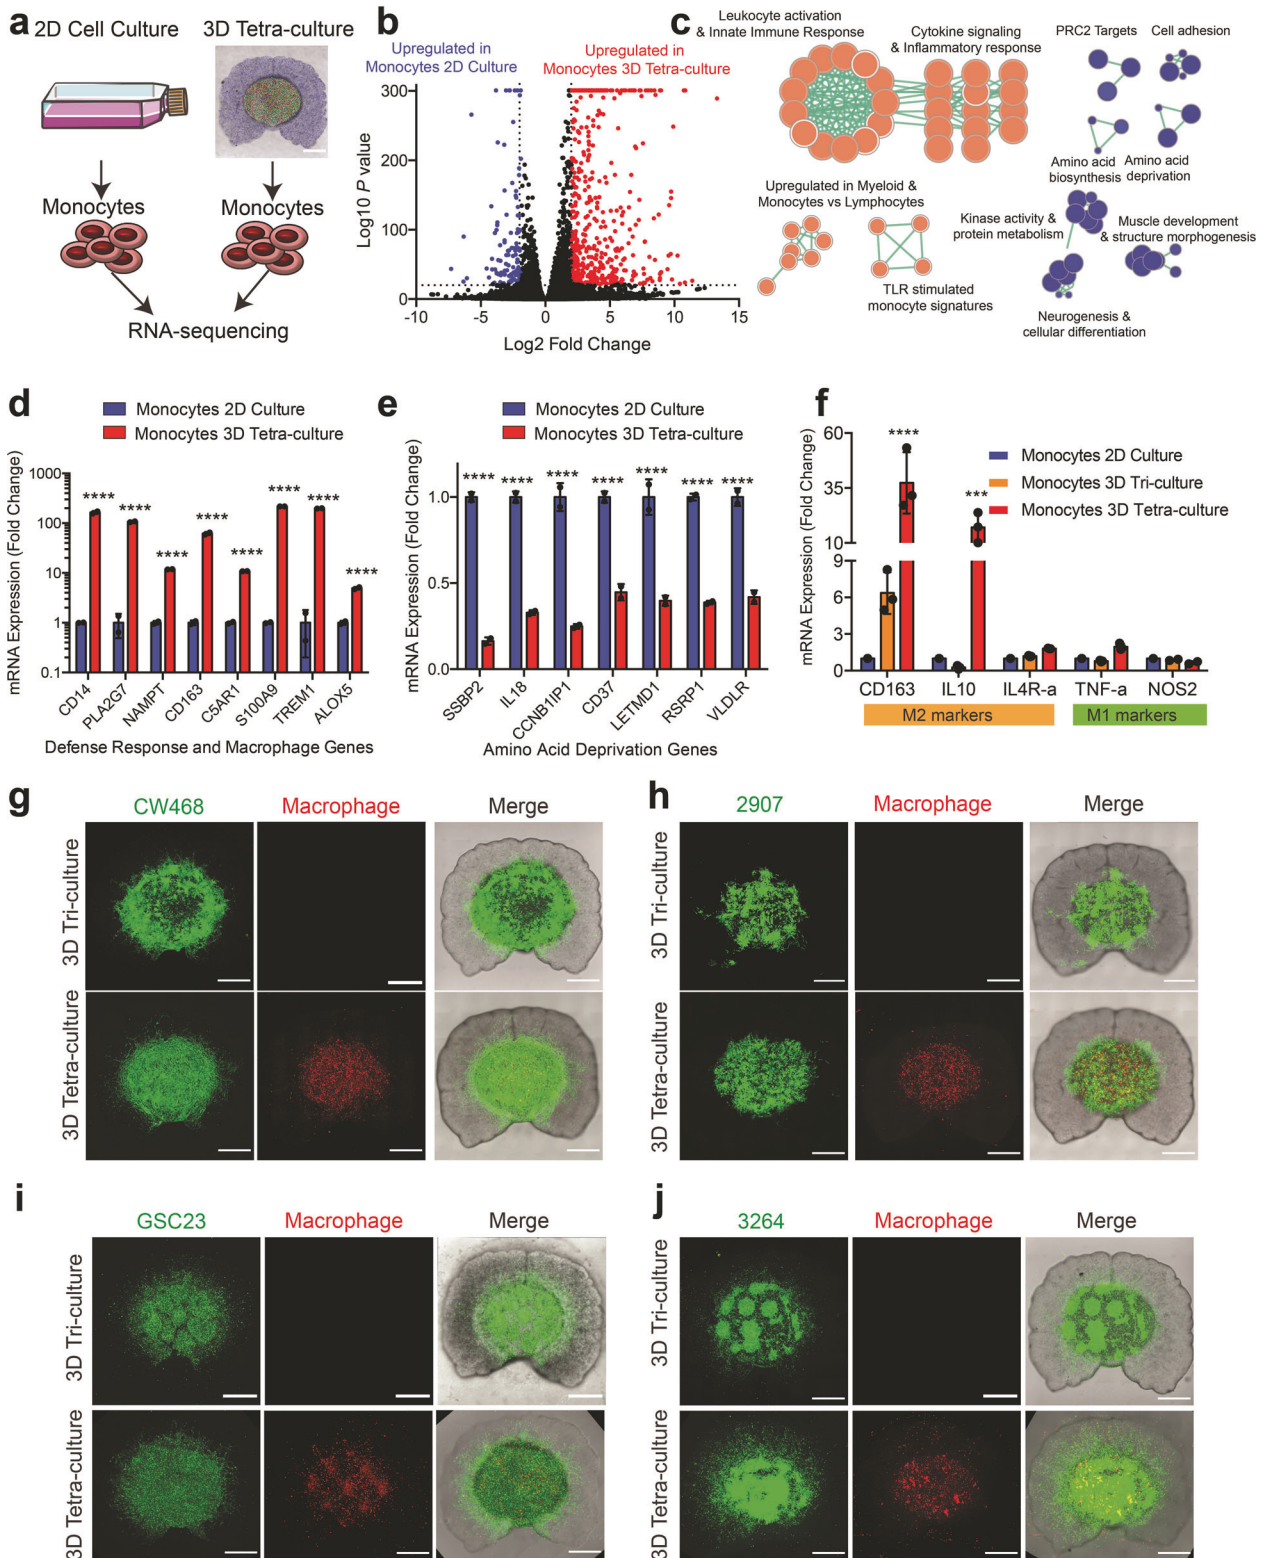 a
2D Cell Culture
3D Tetra-culture
Monocytes
Monocytes
RNA-sequencing
b
Upregulated in
Monocytes 2D Culture
Upregulated in
Monocytes 3D Tetra-culture
Log10 P value
300
200
100
0
-10
-5
0
5
10
15
Log2 Fold Change
c
Leukocyte activation
& Innate Immune Response
Cytokine signaling
& Inflammatory response
PRC2 Targets
Cell adhesion
Amino acid
biosynthesis
Amino acid
deprivation
Upregulated in Myeloid &
Monocytes vs Lymphocytes
TLR stimulated
monocyte signatures
Kinase activity &
protein metabolism
Muscle development
& structure morphogenesis
Neurogenesis &
cellular differentiation
d
Monocytes 2D Culture
Monocytes 3D Tetra-culture
mRNA Expression (Fold Change)
1000
100
10
1
0.1
****
****
****
****
****
****
****
****
CD14
PLA2G7
NAMPT
CD163
C5AR1
S100A9
TREM1
ALOX5
Defense Response and Macrophage Genes
e
Monocytes 2D Culture
Monocytes 3D Tetra-culture
mRNA Expression (Fold Change)
1.0
0.5
0.0
****
****
****
****
****
****
****
SSBP2
IL18
CCNB1IP1
CD37
LETMD1
RSRP1
VLDLR
Amino Acid Deprivation Genes
f
Monocytes 2D Culture
Monocytes 3D Tri-culture
Monocytes 3D Tetra-culture
mRNA Expression (Fold Change)
60
35
10
9
6
3
0
****
***
CD163
IL10
IL4R-a
TNF-a
NOS2
M2 markers
M1 markers
g
CW468
Macrophage
Merge
3D Tri-culture
3D Tetra-culture
h
2907
Macrophage
Merge
3D Tri-culture
3D Tetra-culture
i
GSC23
Macrophage
Merge
3D Tri-culture
3D Tetra-culture
j
3264
Macrophage
Merge
3D Tri-culture
3D Tetra-culture